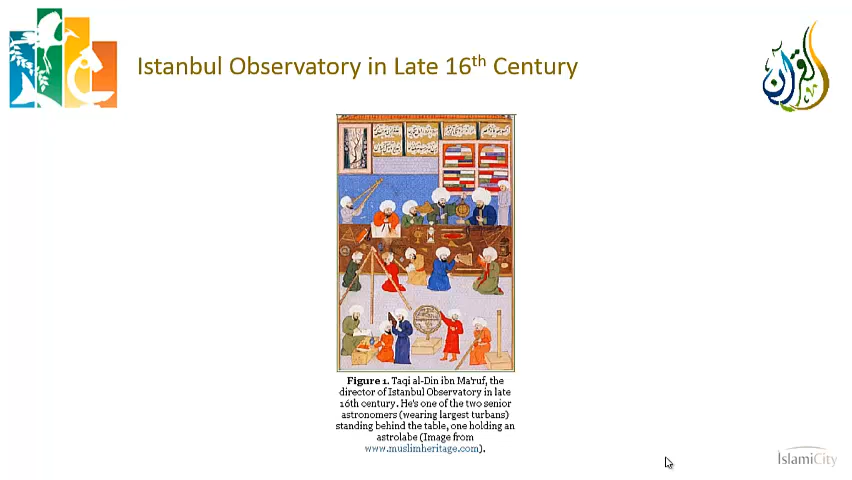 Istanbul Observatory in Late 16th Century
القرآن
Figure 1. Taqi al-Din ibn Ma'ruf, the
director of Istanbul Observatory in late
16th century. He's one of the two senior
astronomers (wearing largest turbans)
standing behind the table, one holding an
astrolabe (Image from
www.muslimheritage.com).
IslamiCity